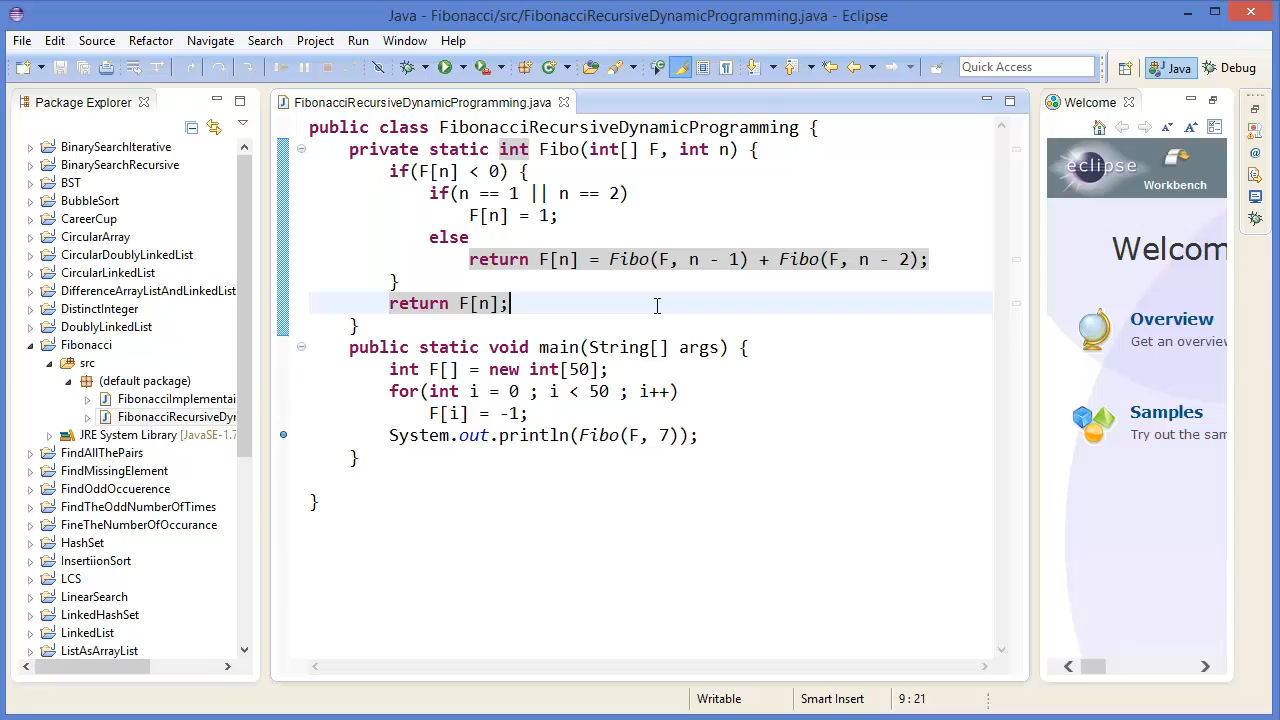 Java - Fibonacci/src/FibonacciRecursiveDynamicProgramming.java - Eclipse
File Edit Source Refactor Navigate Search Project Run Window Help
Quick Access
Java
Debug
Package Explorer
BinarySearchIterative
BinarySearchRecursive
BST
BubbleSort
CareerCup
CircularArray
CircularDoublyLinkedList
CircularLinkedList
DifferenceArrayListAndLinkedList
DistinctInteger
DoublyLinkedList
Fibonacci
src
(default package)
FibonacciImplementai
FibonacciRecursiveDyr
JRE System Library [JavaSE-1.7
FindAllThePairs
FindMissingElement
FindOddOccuerence
FindTheOddNumberOfTimes
FineTheNumberOfOccurance
HashSet
InsertiionSort
LCS
LinearSearch
LinkedHashSet
LinkedList
ListAsArrayList
FibonacciRecursiveDynamicProgramming.java
public class FibonacciRecursiveDynamicProgramming {
private static int Fibo(int[] F, int n) {
if(F[n] < 0) {
if(n == 1 || n == 2)
F[n] = 1;
else
return F[n] = Fibo(F, n - 1) + Fibo(F, n - 2);
}
return F[n];
}
public static void main(String[] args) {
int F[] = new int[50];
for(int i = 0 ; i < 50 ; i++)
F[i] = -1;
System.out.println(Fibo(F, 7));
}
}
Welcome
eclipse
Workbench
Welcom
Overview
Get an overviev
Samples
Try out the sam
Writable
Smart Insert
9 : 21